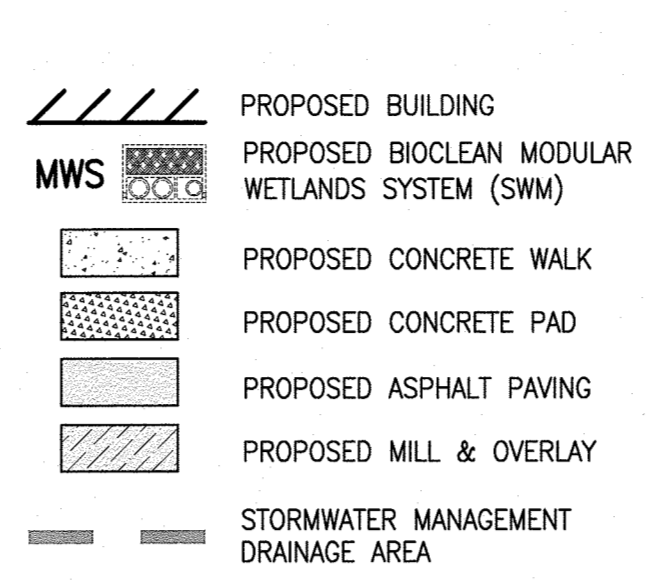 PROPOSED BUILDING
MWS PROPOSED BIOCLEAN MODULAR
WETLANDS SYSTEM (SWM)
PROPOSED CONCRETE WALK
PROPOSED CONCRETE PAD
PROPOSED ASPHALT PAVING
PROPOSED MILL & OVERLAY
STORMWATER MANAGEMENT
DRAINAGE AREA